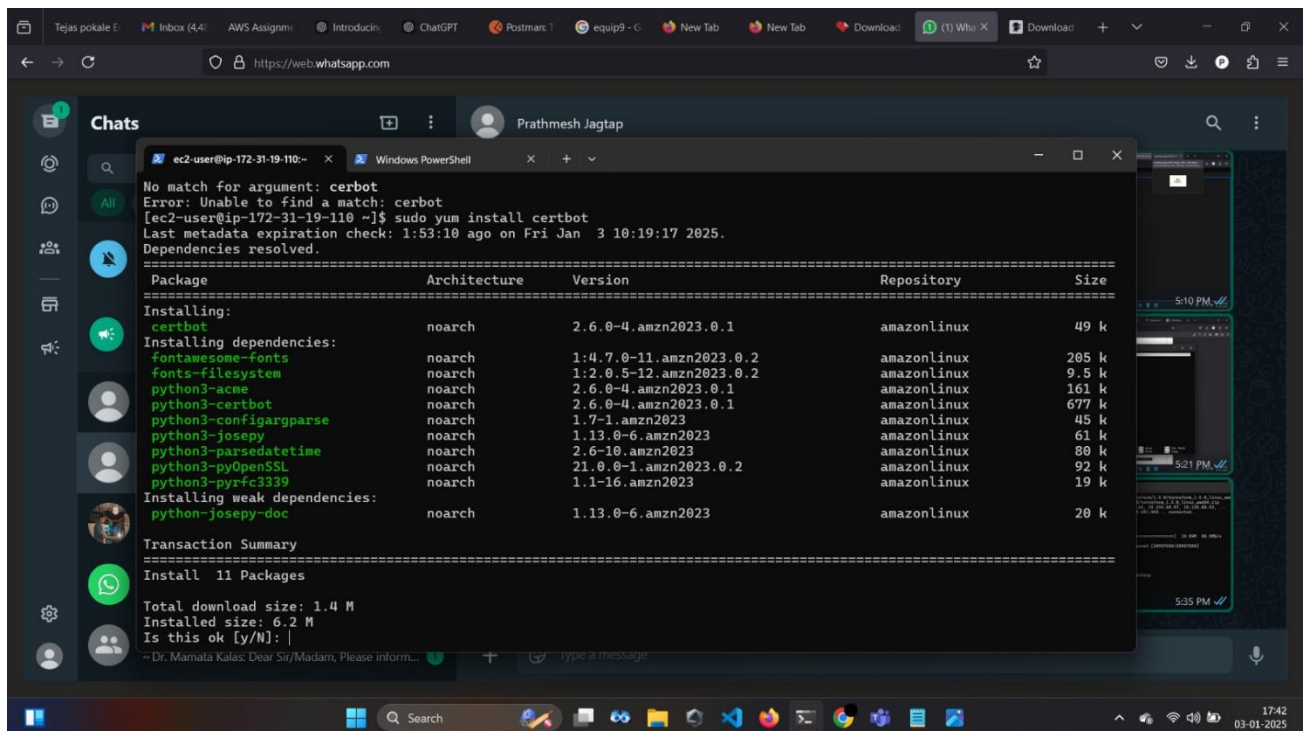 Tejas pokale E
Inbox (4,4
AWS Assignme
Introducin
ChatGPT
Postman: T
equip9 - G
New Tab
New Tab
Download
(1) Wha
Download
https://web.whatsapp.com
1
Chats
Prathmesh Jagtap
All
ec2-user@ip-172-31-19-110:~
Windows PowerShell
No match for argument: cerbot
Error: Unable to find a match: cerbot
[ec2-user@ip-172-31-19-110 ~]$ sudo yum install certbot
Last metadata expiration check: 1:53:10 ago on Fri Jan  3 10:19:17 2025.
Dependencies resolved.
Package Architecture Version Repository Size
Installing:
certbot noarch 2.6.0-4.amzn2023.0.1 amazonlinux 49 k
Installing dependencies:
fontawesome-fonts noarch 1:4.7.0-11.amzn2023.0.2 amazonlinux 205 k
fonts-filesystem noarch 1:2.0.5-12.amzn2023.0.2 amazonlinux 9.5 k
python3-acme noarch 2.6.0-4.amzn2023.0.1 amazonlinux 161 k
python3-certbot noarch 2.6.0-4.amzn2023.0.1 amazonlinux 677 k
python3-configargparse noarch 1.7-1.amzn2023 amazonlinux 45 k
python3-josepy noarch 1.13.0-6.amzn2023 amazonlinux 61 k
python3-parsedatetime noarch 2.6-10.amzn2023 amazonlinux 80 k
python3-pyOpenSSL noarch 21.0.0-1.amzn2023.0.2 amazonlinux 92 k
python3-pyrfc3339 noarch 1.1-16.amzn2023 amazonlinux 19 k
Installing weak dependencies:
python-josepy-doc noarch 1.13.0-6.amzn2023 amazonlinux 20 k
Transaction Summary
Install  11 Packages
Total download size: 1.4 M
Installed size: 6.2 M
Is this ok [y/N]:
5:10 PM
5:21 PM
5:35 PM
~ Dr. Mamata Kalas: Dear Sir/Madam, Please inform...
Type a message
Search
17:42
03-01-2025